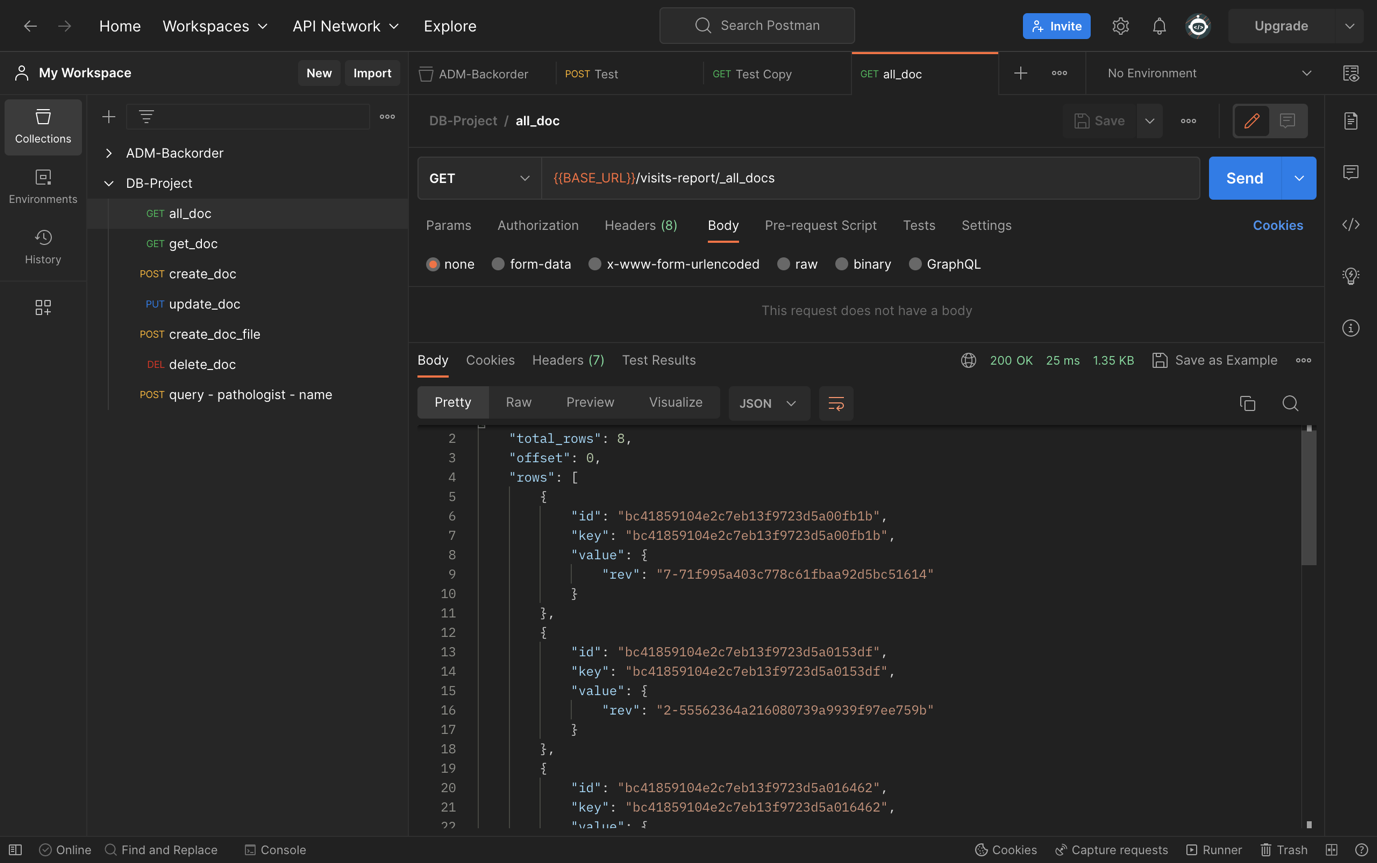 Home
Workspaces
API Network
Explore
Search Postman
Invite
Upgrade
My Workspace
New
Import
ADM-Backorder
POST Test
GET Test Copy
GET all_doc
No Environment
Collections
Environments
History
ADM-Backorder
DB-Project
GET all_doc
GET get_doc
POST create_doc
PUT update_doc
POST create_doc_file
DEL delete_doc
POST query - pathologist - name
DB-Project / all_doc
Save
GET
{{BASE_URL}}/visits-report/_all_docs
Send
Params
Authorization
Headers (8)
Body
Pre-request Script
Tests
Settings
Cookies
none
form-data
x-www-form-urlencoded
raw
binary
GraphQL
This request does not have a body
Body
Cookies
Headers (7)
Test Results
200 OK
25 ms
1.35 KB
Save as Example
Pretty
Raw
Preview
Visualize
JSON
2 "total_rows": 8,
3 "offset": 0,
4 "rows": [
5 {
6 "id": "bc41859104e2c7eb13f9723d5a00fb1b",
7 "key": "bc41859104e2c7eb13f9723d5a00fb1b",
8 "value": {
9 "rev": "7-71f995a403c778c61fbaa92d5bc51614"
10 }
11 },
12 {
13 "id": "bc41859104e2c7eb13f9723d5a0153df",
14 "key": "bc41859104e2c7eb13f9723d5a0153df",
15 "value": {
16 "rev": "2-55562364a216080739a9939f97ee759b"
17 }
18 },
19 {
20 "id": "bc41859104e2c7eb13f9723d5a016462",
21 "key": "bc41859104e2c7eb13f9723d5a016462",
22 "value": {
Online
Find and Replace
Console
Cookies
Capture requests
Runner
Trash